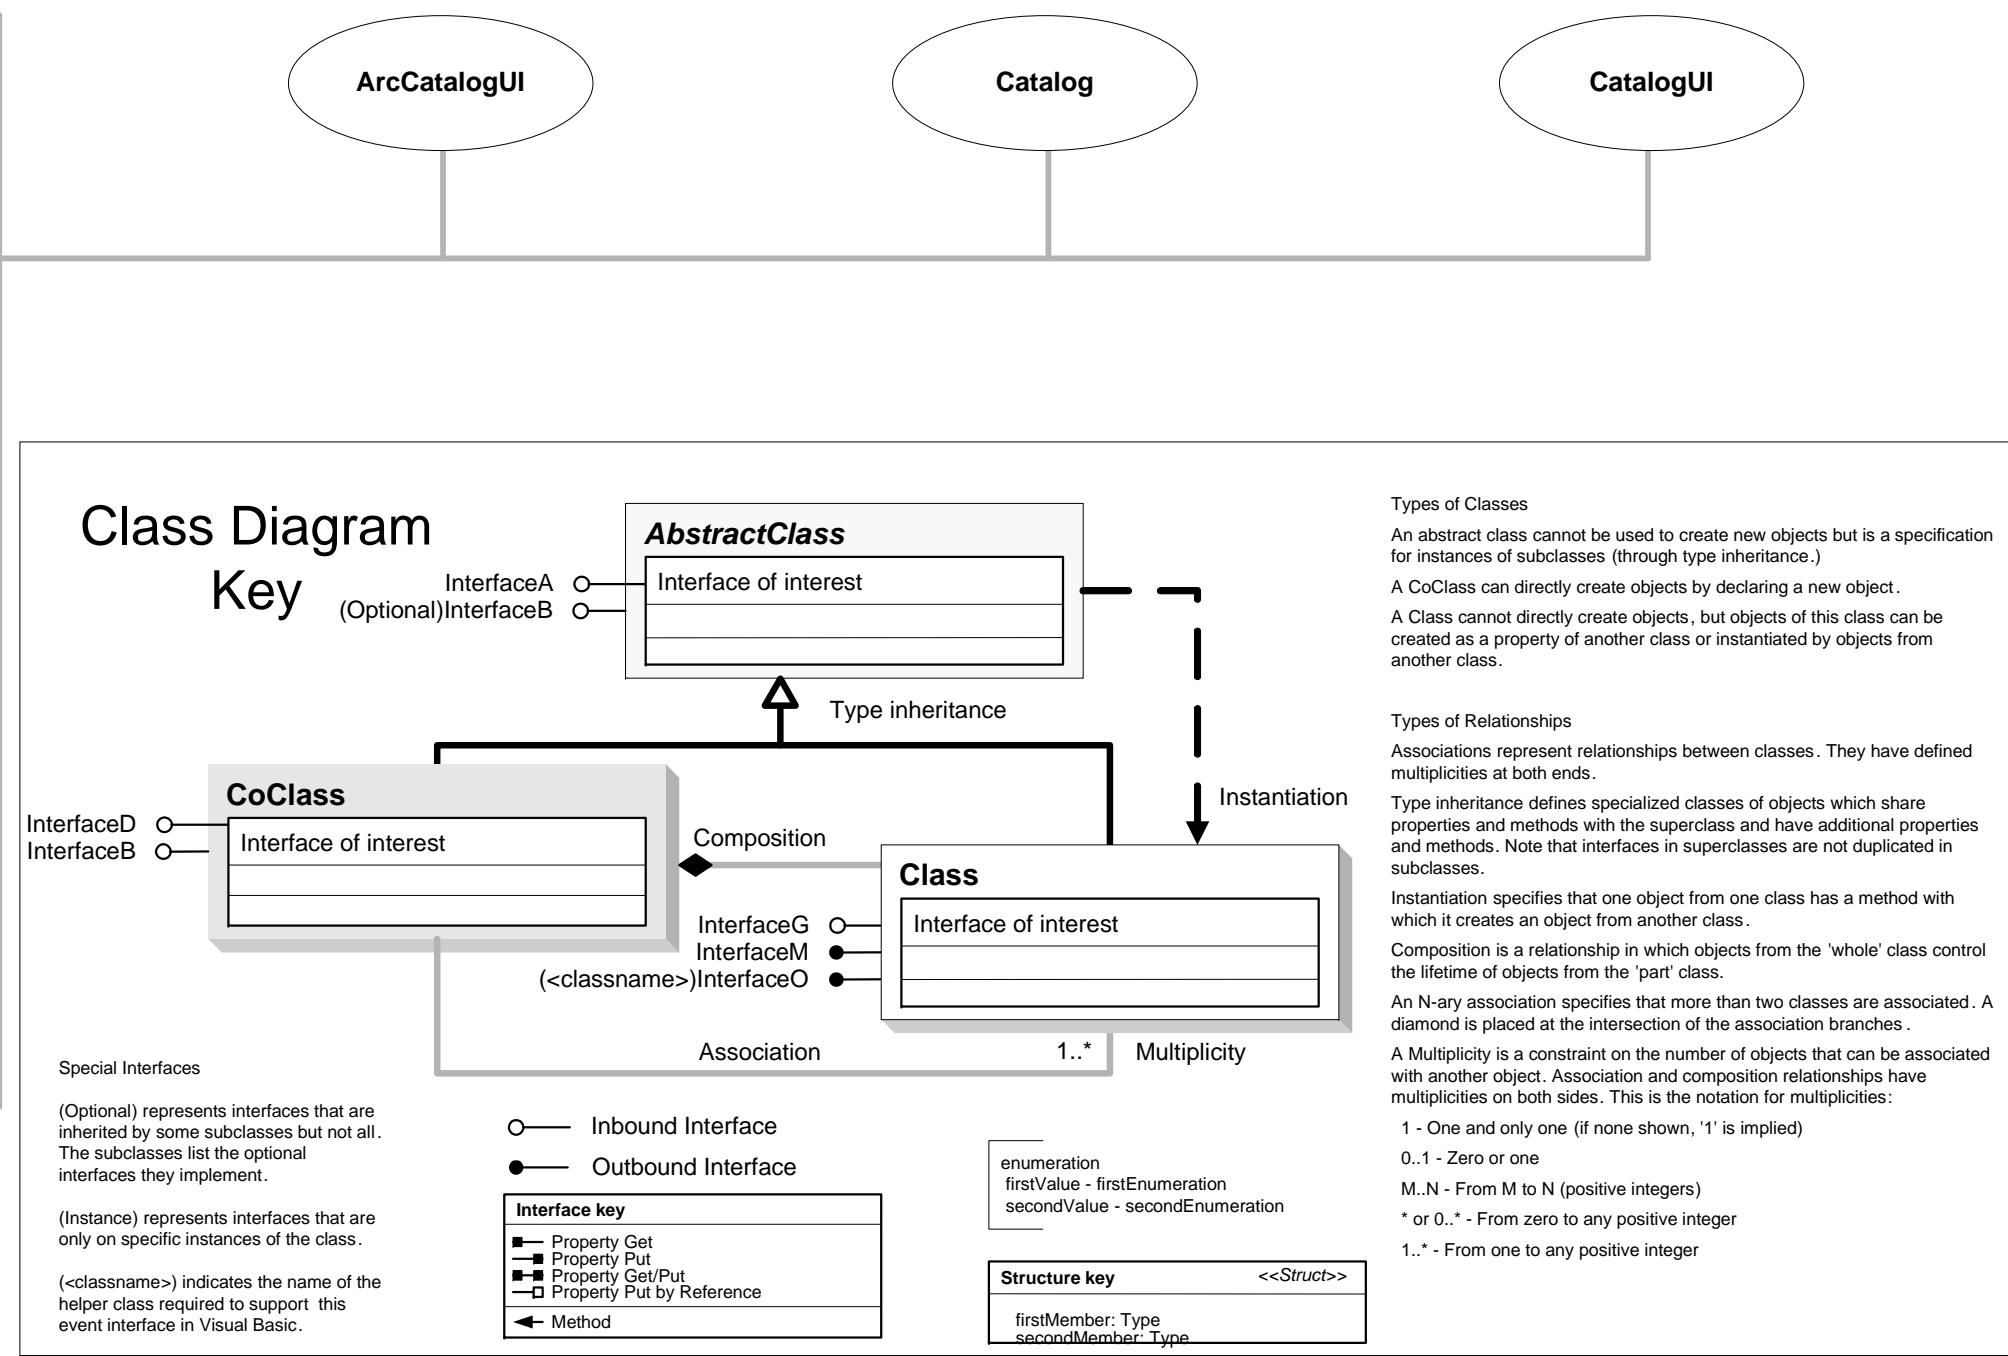 ArcCatalogUI
Catalog
CatalogUI
Class Diagram
Key
AbstractClass
Interface of interest
InterfaceA
(Optional)InterfaceB
Type inheritance
CoClass
Interface of interest
InterfaceD
InterfaceB
Composition
Instantiation
Class
Interface of interest
InterfaceG
InterfaceM
(<classname>)InterfaceO
Association
1..*
Multiplicity
Special Interfaces
(Optional) represents interfaces that are
inherited by some subclasses but not all.
The subclasses list the optional
interfaces they implement.
(Instance) represents interfaces that are
only on specific instances of the class.
(<classname>) indicates the name of the
helper class required to support this
event interface in Visual Basic.
Inbound Interface
Outbound Interface
Interface key
Property Get
Property Put
Property Get/Put
Property Put by Reference
Method
enumeration
firstValue - firstEnumeration
secondValue - secondEnumeration
Structure key
<<Struct>>
firstMember: Type
secondMember: Type
Types of Classes
An abstract class cannot be used to create new objects but is a specification
for instances of subclasses (through type inheritance.)
A CoClass can directly create objects by declaring a new object.
A Class cannot directly create objects, but objects of this class can be
created as a property of another class or instantiated by objects from
another class.
Types of Relationships
Associations represent relationships between classes. They have defined
multiplicities at both ends.
Type inheritance defines specialized classes of objects which share
properties and methods with the superclass and have additional properties
and methods. Note that interfaces in superclasses are not duplicated in
subclasses.
Instantiation specifies that one object from one class has a method with
which it creates an object from another class.
Composition is a relationship in which objects from the 'whole' class control
the lifetime of objects from the 'part' class.
An N-ary association specifies that more than two classes are associated. A
diamond is placed at the intersection of the association branches.
A Multiplicity is a constraint on the number of objects that can be associated
with another object. Association and composition relationships have
multiplicities on both sides. This is the notation for multiplicities:
1 - One and only one (if none shown, '1' is implied)
0..1 - Zero or one
M..N - From M to N (positive integers)
* or 0..* - From zero to any positive integer
1..* - From one to any positive integer